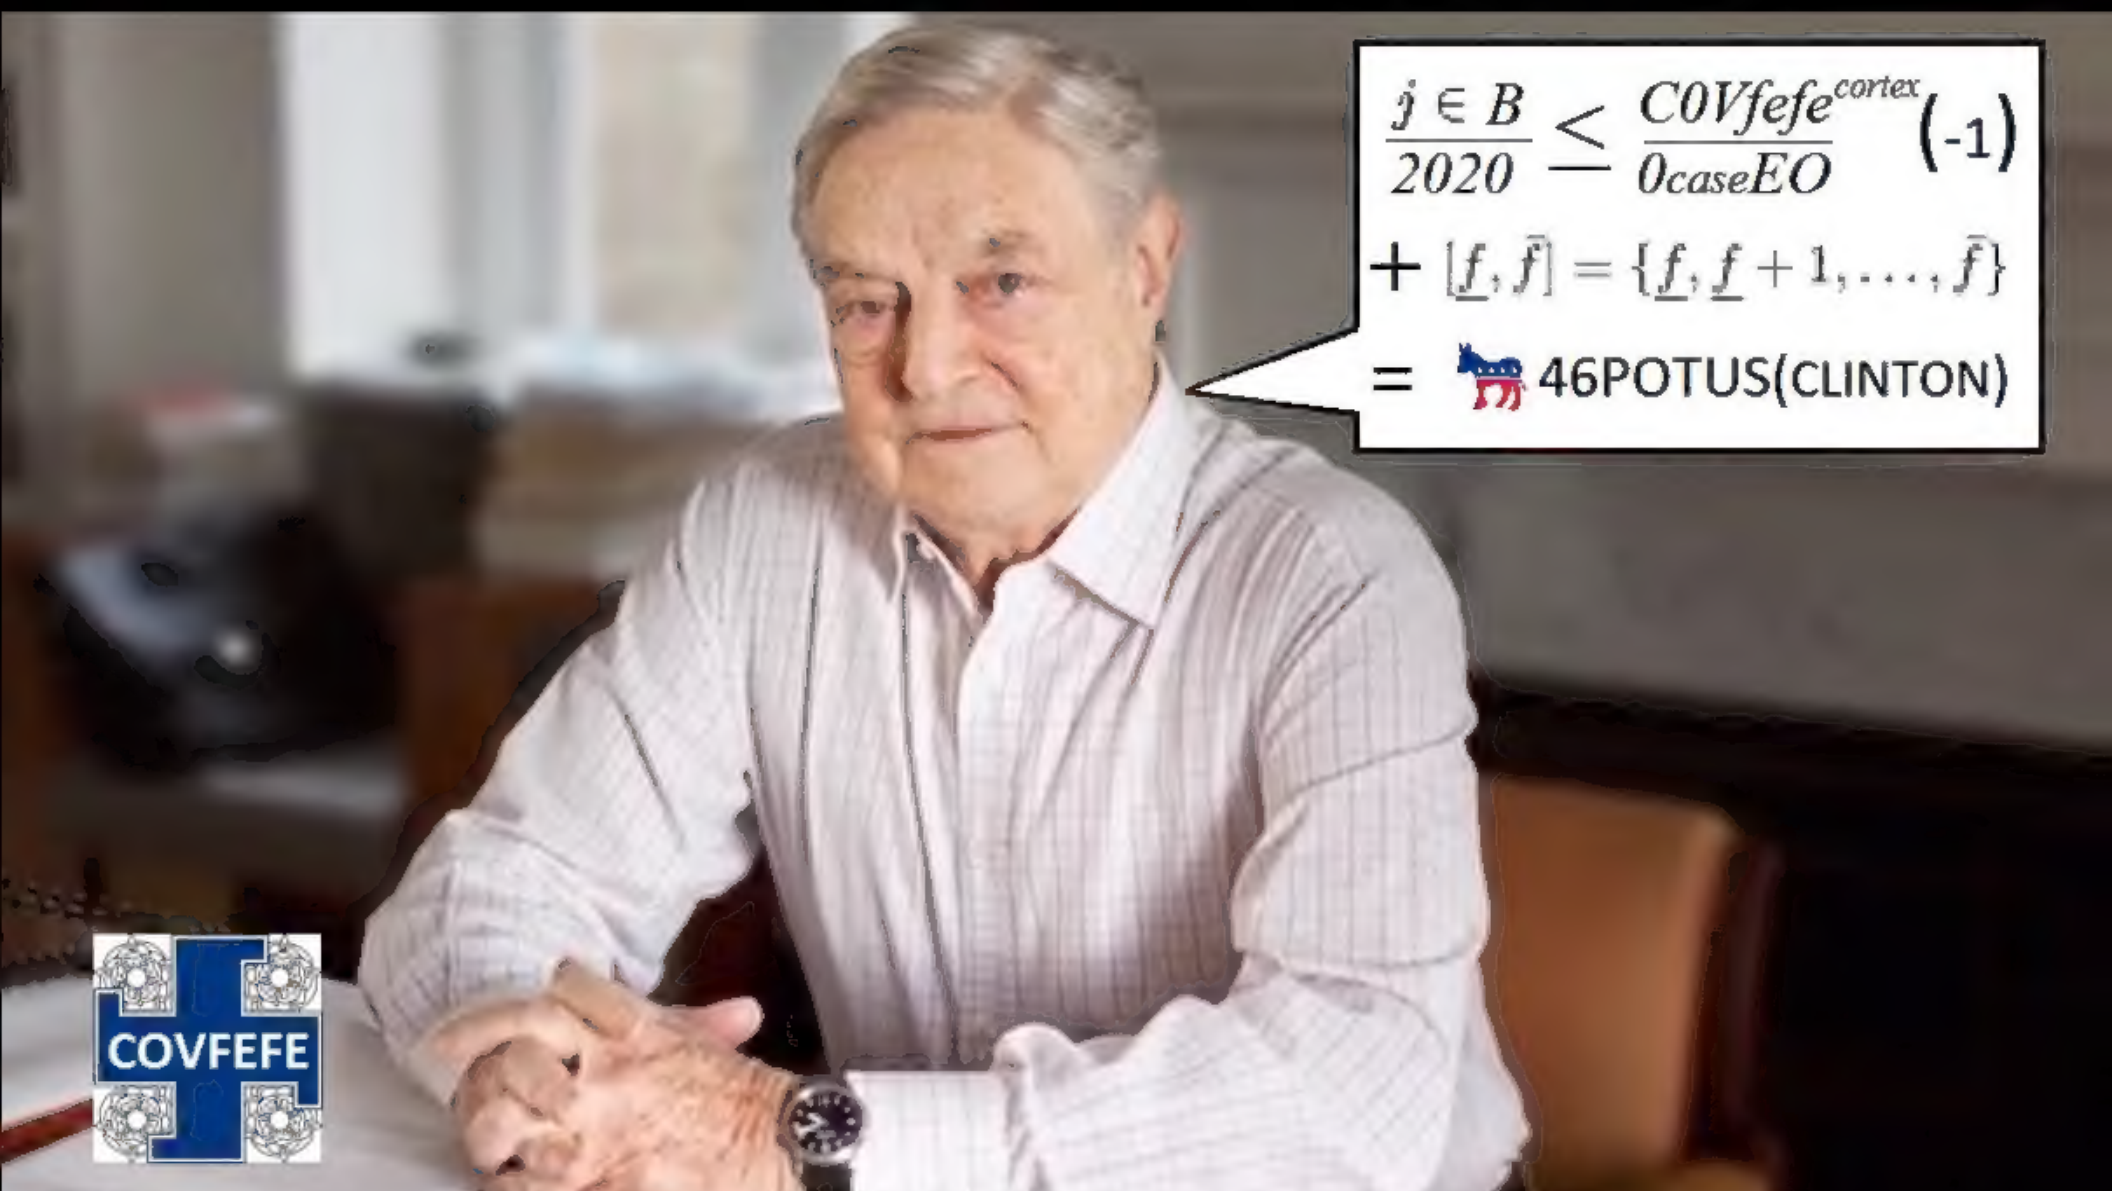 j ∈ B / 2020 ≤ C0Vfefe^cortex / 0caseEO (-1)
+ [f̲, f̄] = {f̲, f̲ + 1, ..., f̄}
= 46POTUS(CLINTON)
COVFEFE